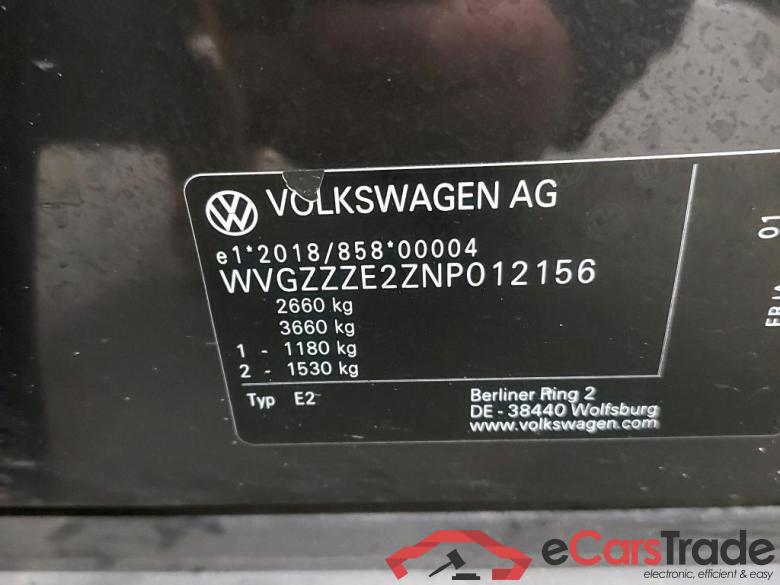 VOLKSWAGEN AG
e1*2018/858*00004
WVGZZZE2ZNP012156
2660 kg
3660 kg
1 - 1180 kg
2 - 1530 kg
Typ E2
Berliner Ring 2
DE - 38440 Wolfsburg
www.volkswagen.com
01
eCarsTrade
electronic, efficient & easy